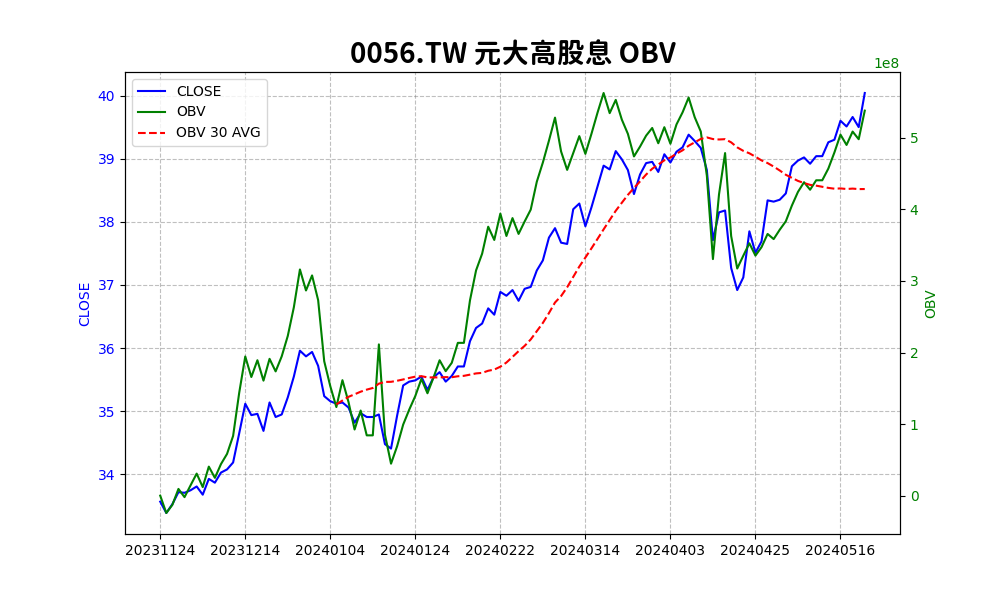 0056.TW 元大高股息 OBV
1e8
CLOSE
OBV
OBV 30 AVG
40
39
38
37
36
35
34
CLOSE
5
4
3
2
1
0
OBV
20231124 20231214 20240104 20240124 20240222 20240314 20240403 20240425 20240516